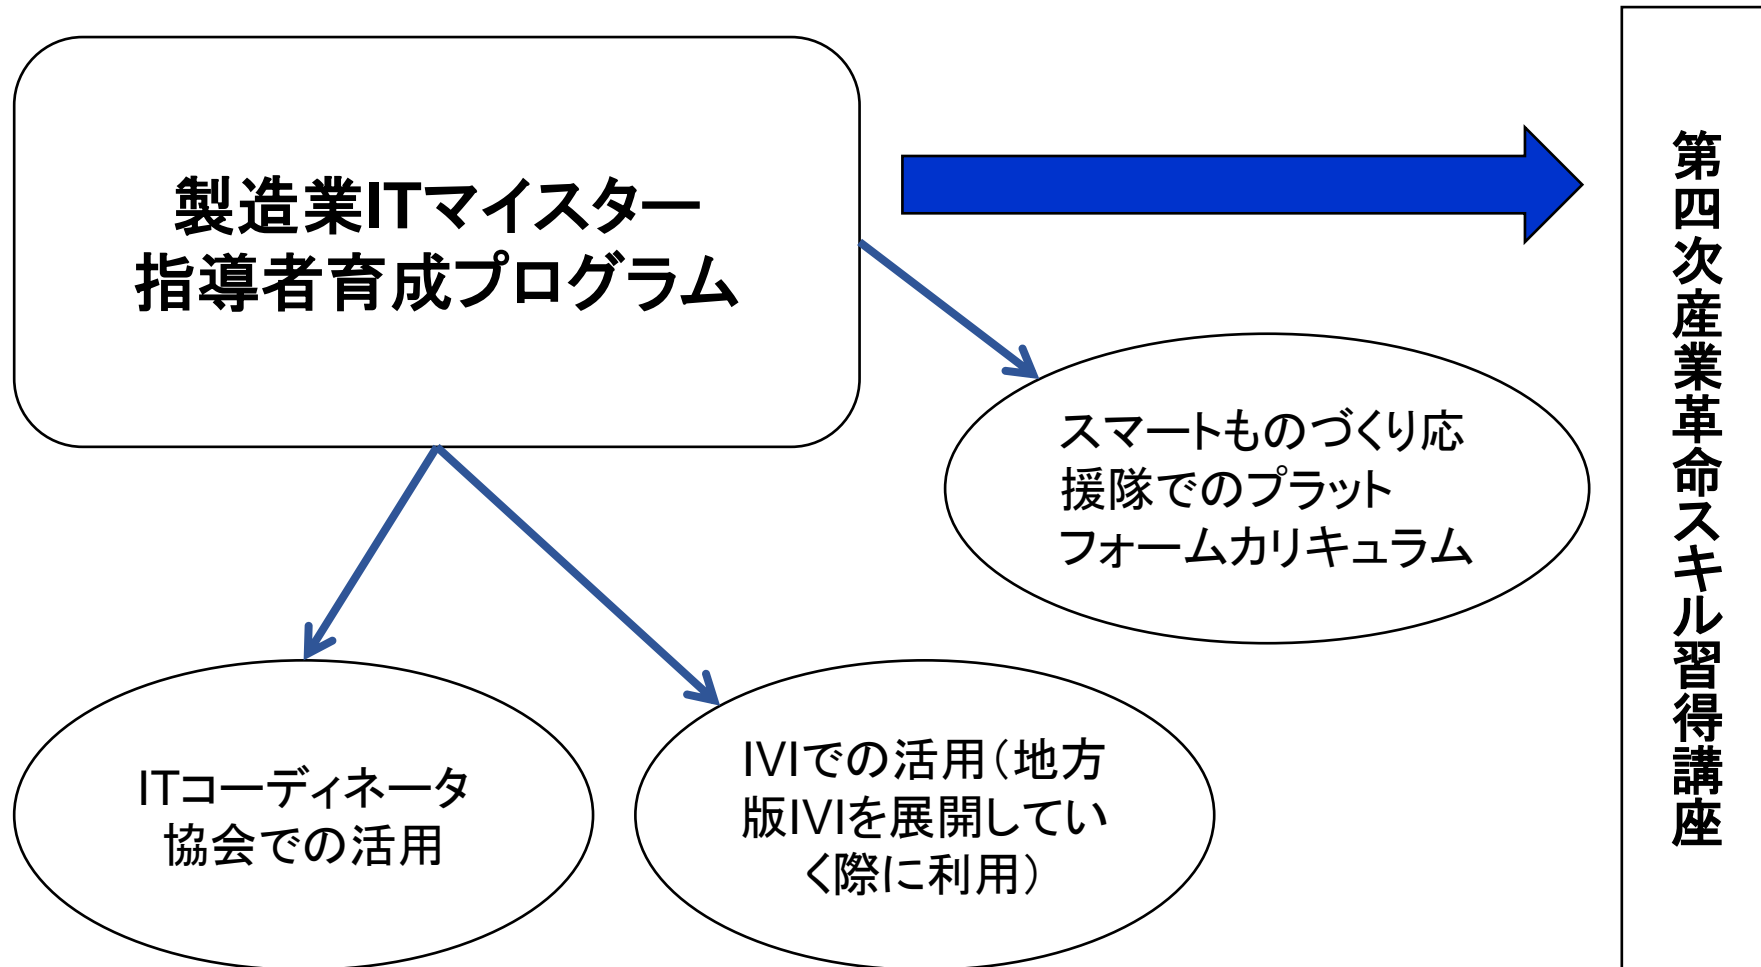 製造業ITマイスター
指導者育成プログラム
スマートものづくり応
援隊でのプラット
フォームカリキュラム
ITコーディネータ
協会での活用
IVIでの活用（地方
版IVIを展開してい
く際に利用）
第四次産業革命スキル習得講座